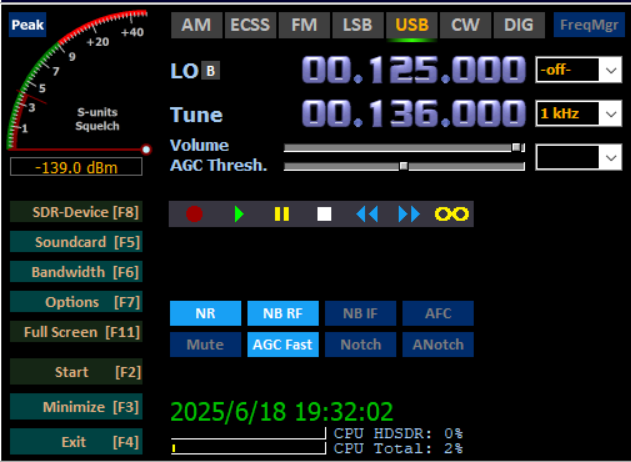 Peak
+20 +40
9
7
5
3
1
S-units
Squelch
-139.0 dBm
AM ECSS FM LSB USB CW DIG FreqMgr
LO B 00.125.000 -off-
Tune 00.136.000 1 kHz
Volume
AGC Thresh.
SDR-Device [F8]
Soundcard [F5]
Bandwidth [F6]
Options [F7]
Full Screen [F11]
Start [F2]
Minimize [F3]
Exit [F4]
NR NB RF NB IF AFC
Mute AGC Fast Notch ANotch
2025/6/18 19:32:02
CPU HDSDR: 0%
CPU Total: 2%